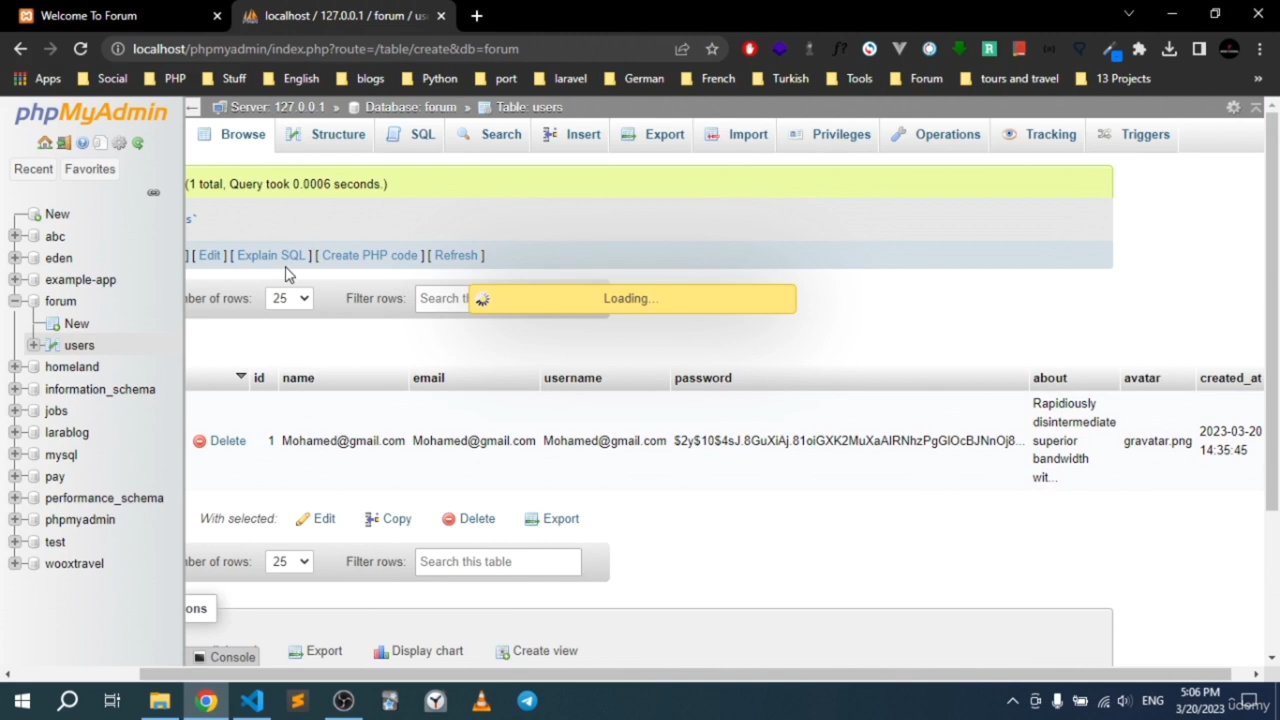 Welcome To Forum
localhost / 127.0.0.1 / forum / us
localhost/phpmyadmin/index.php?route=/table/create&db=forum
Apps Social PHP Stuff English blogs Python port laravel German French Turkish Tools Forum tours and travel 13 Projects »
phpMyAdmin
Server: 127.0.0.1 » Database: forum » Table: users
Browse Structure SQL Search Insert Export Import Privileges Operations Tracking Triggers
Recent Favorites
New
abc
eden
example-app
forum
New
users
homeland
information_schema
jobs
larablog
mysql
pay
performance_schema
phpmyadmin
test
wooxtravel
(1 total, Query took 0.0006 seconds.)
s`
] [ Edit ] [ Explain SQL ] [ Create PHP code ] [ Refresh ]
ber of rows: 25 Filter rows: Search th
Loading...
id name email username password about avatar created_at
Delete 1 Mohamed@gmail.com Mohamed@gmail.com Mohamed@gmail.com
Rapidiously
disintermediate
superior
bandwidth
wit...
gravatar.png
2023-03-20
14:35:45
With selected: Edit Copy Delete Export
ber of rows: 25 Filter rows: Search this table
ons
Export Display chart Create view
Console
ENG
5:06 PM
3/20/2023
udemy